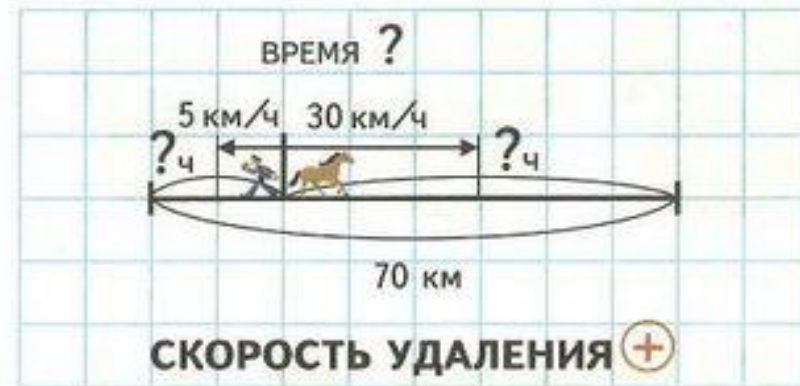 ВРЕМЯ ?
5 км/ч 30 км/ч
?ч ?ч
70 км
СКОРОСТЬ УДАЛЕНИЯ +